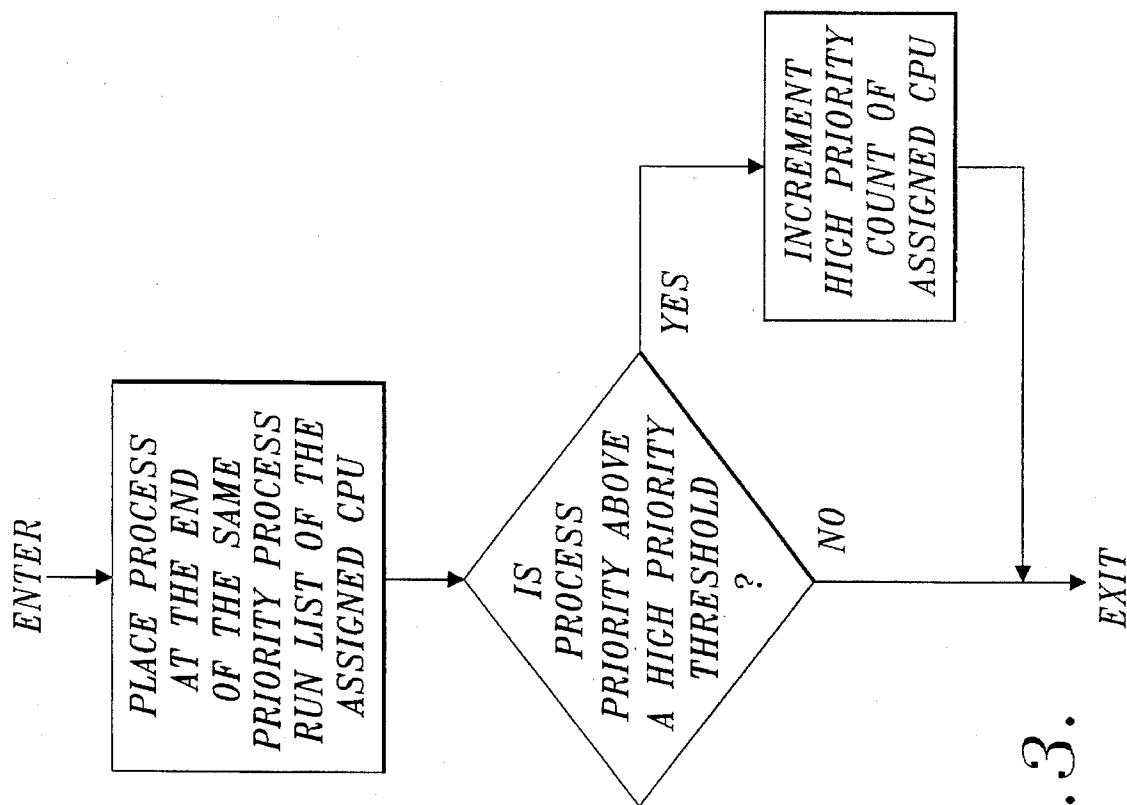 ENTER
PLACE PROCESS
AT THE END
OF THE SAME
PRIORITY PROCESS
RUN LIST OF THE
ASSIGNED CPU
IS
PROCESS
PRIORITY ABOVE
A HIGH PRIORITY
THRESHOLD
?
YES
NO
INCREMENT
HIGH PRIORITY
COUNT OF
ASSIGNED CPU
EXIT
.3.